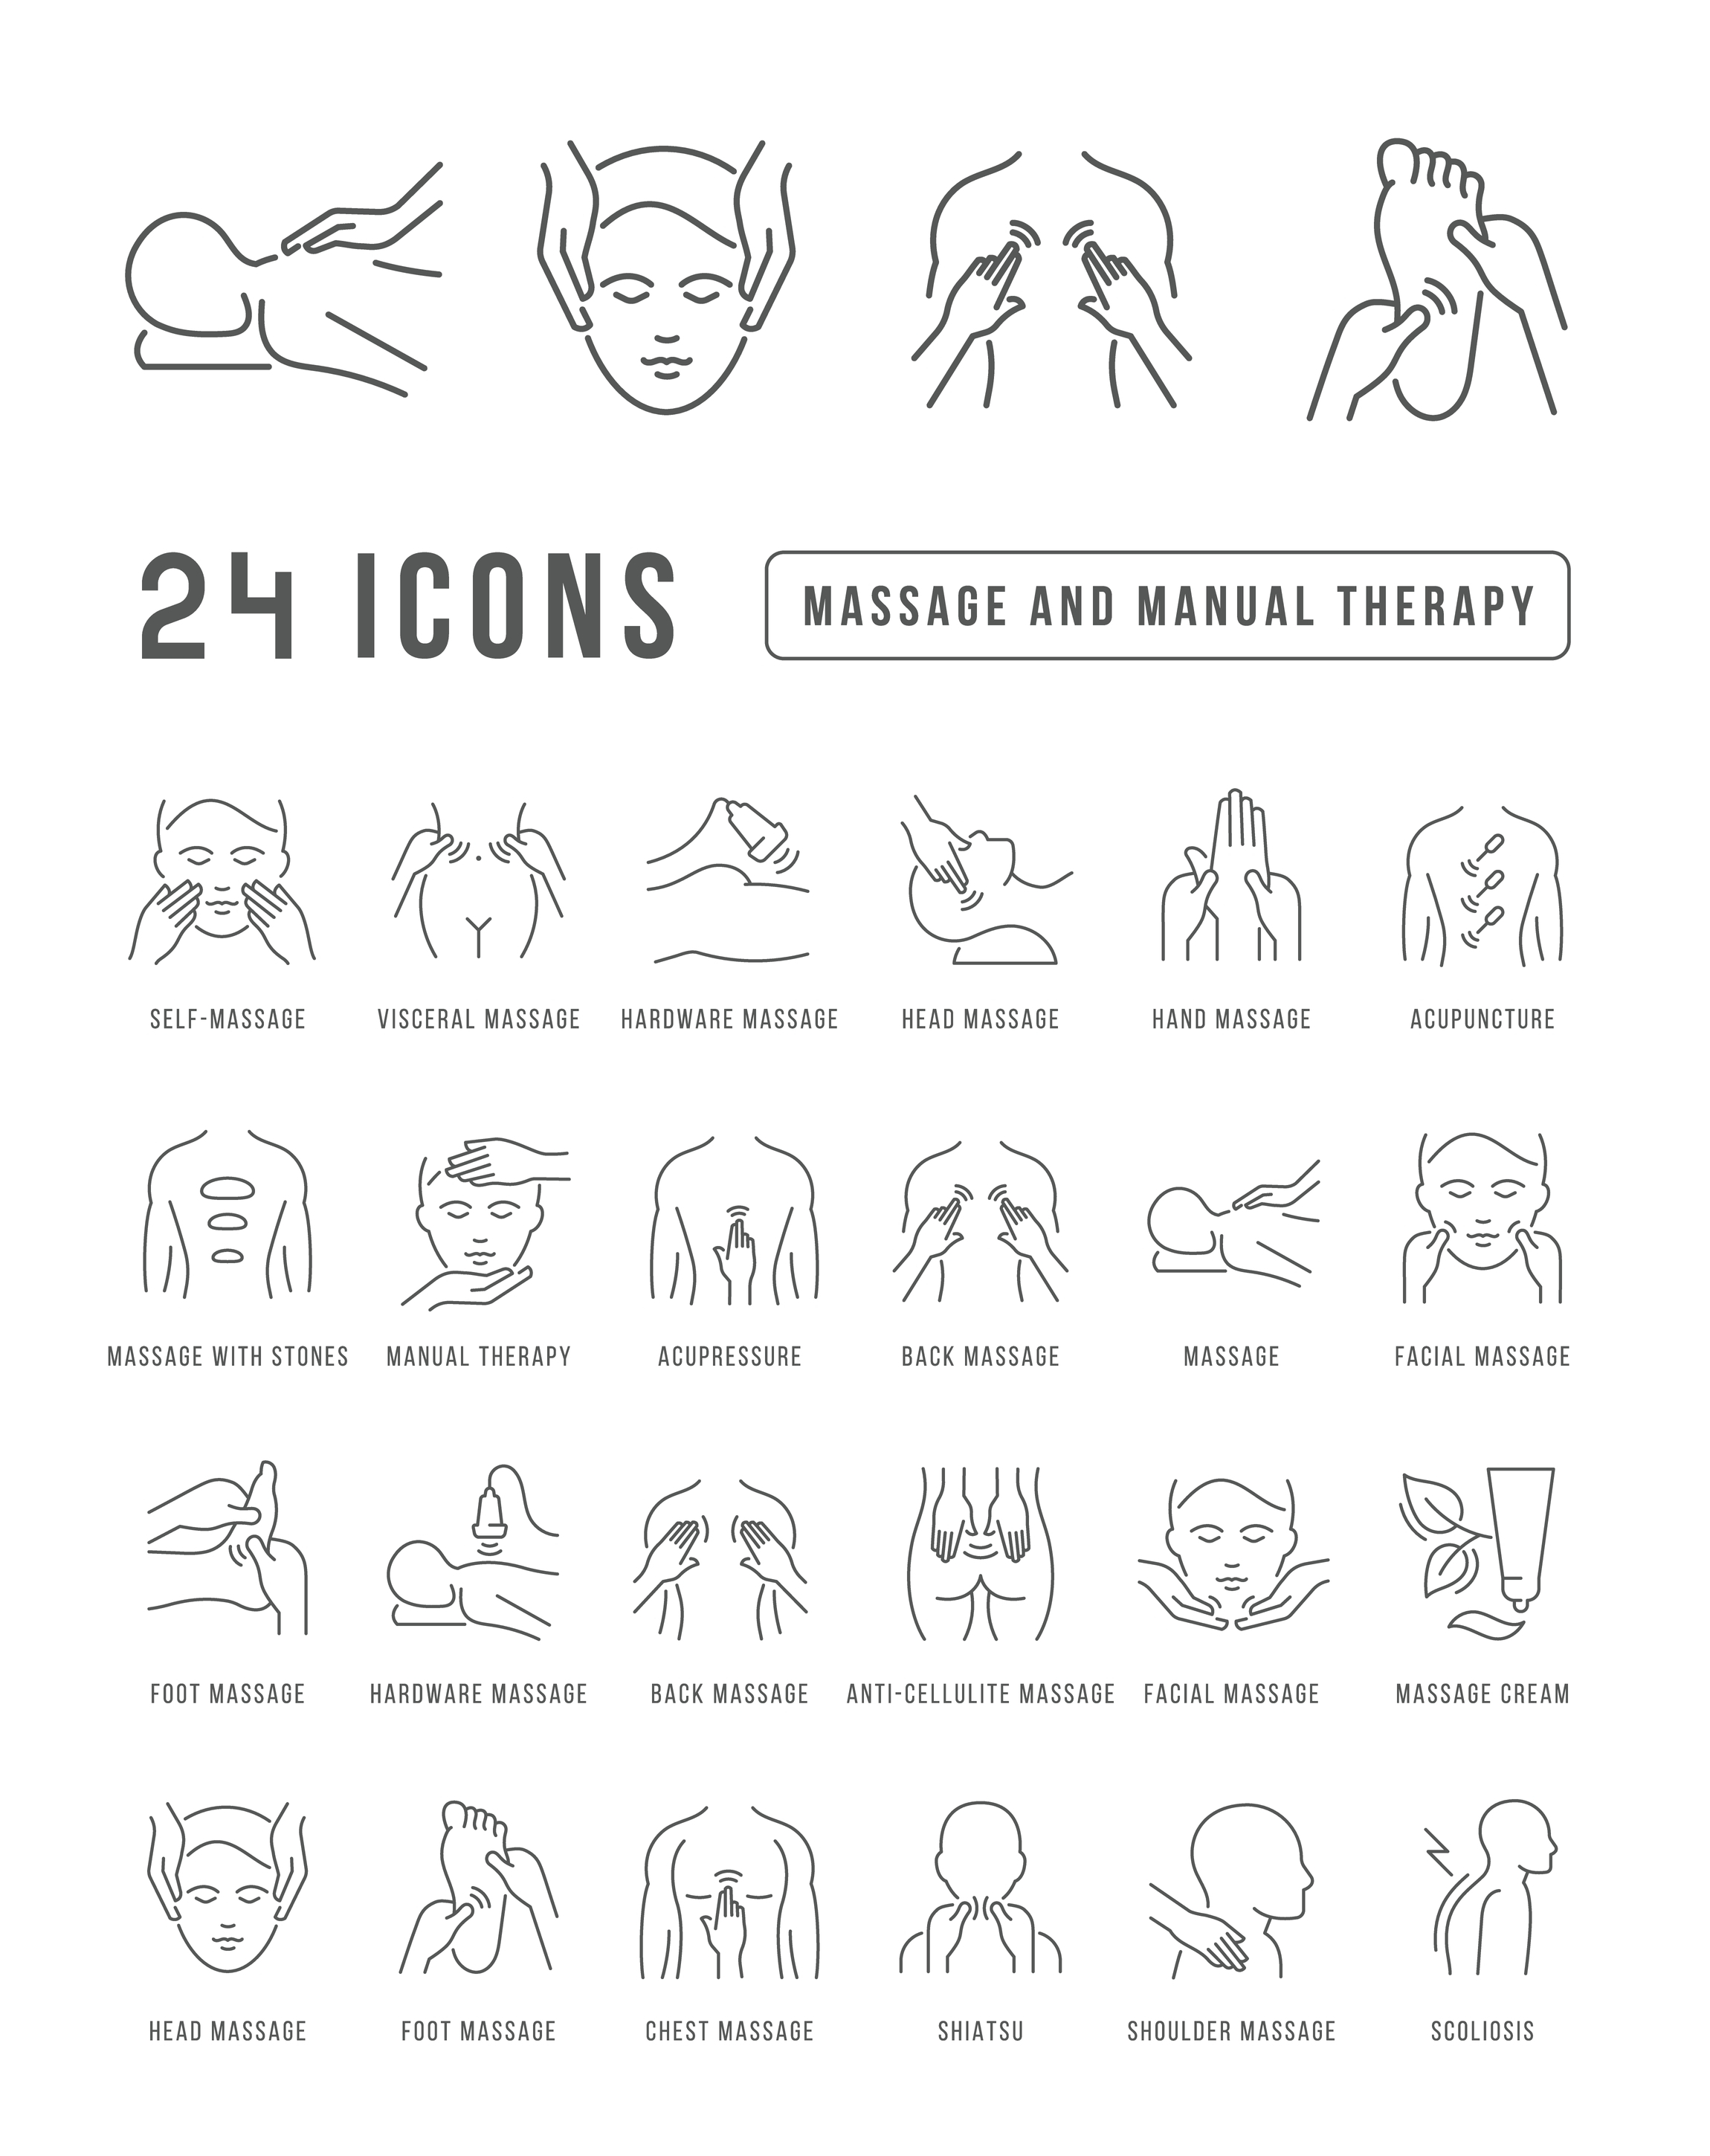 24 ICONS
MASSAGE AND MANUAL THERAPY
SELF-MASSAGE
VISCERAL MASSAGE
HARDWARE MASSAGE
HEAD MASSAGE
HAND MASSAGE
ACUPUNCTURE
MASSAGE WITH STONES
MANUAL THERAPY
ACUPRESSURE
BACK MASSAGE
MASSAGE
FACIAL MASSAGE
FOOT MASSAGE
HARDWARE MASSAGE
BACK MASSAGE
ANTI-CELLULITE MASSAGE
FACIAL MASSAGE
MASSAGE CREAM
HEAD MASSAGE
FOOT MASSAGE
CHEST MASSAGE
SHIATSU
SHOULDER MASSAGE
SCOLIOSIS